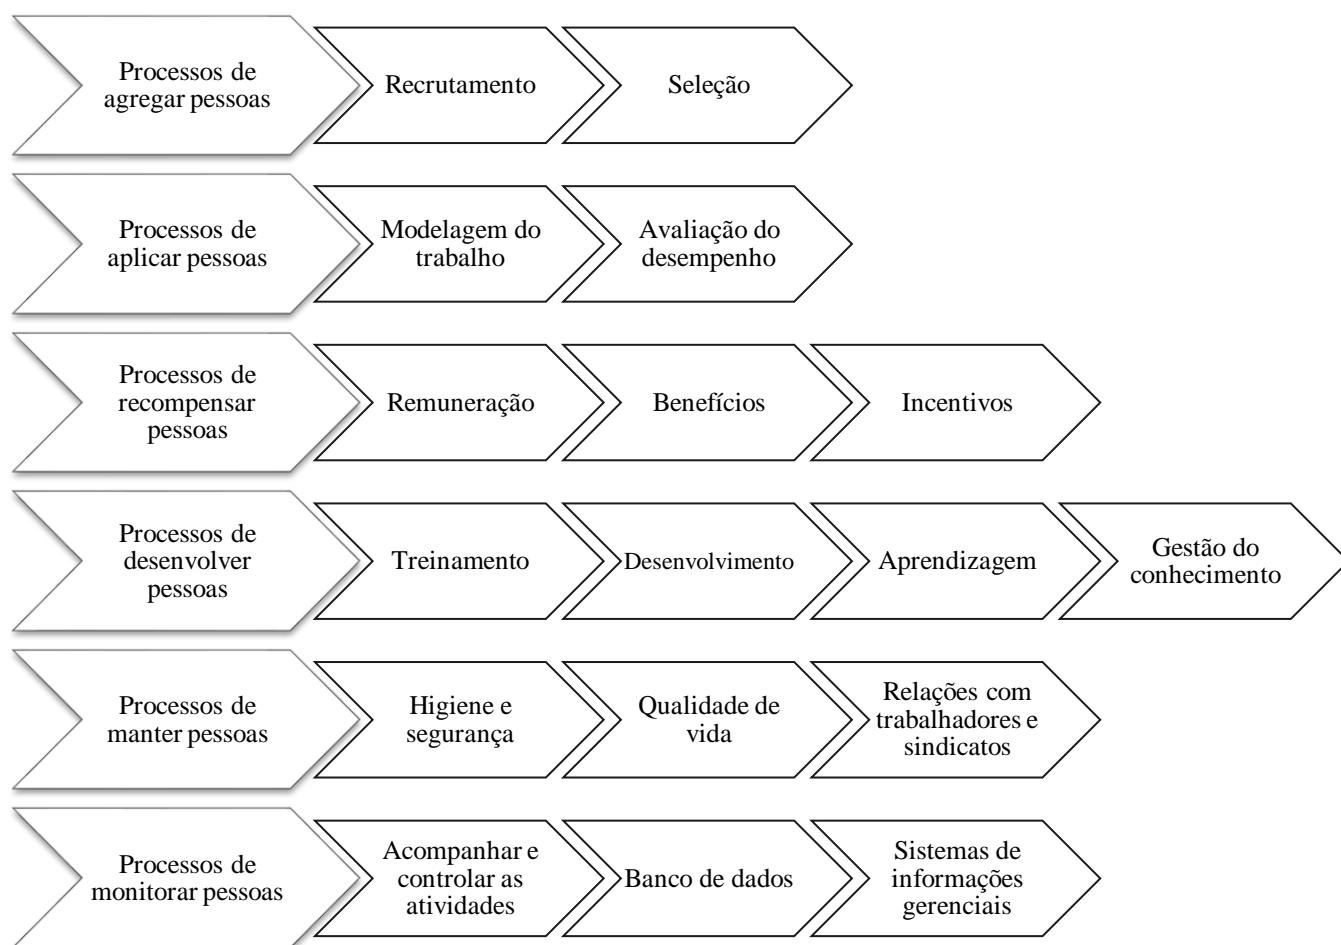 Processos de
agregar pessoas
Recrutamento
Seleção
Processos de
aplicar pessoas
Modelagem do
trabalho
Avaliação do
desempenho
Processos de
recompensar
pessoas
Remuneração
Benefícios
Incentivos
Processos de
desenvolver
pessoas
Treinamento
Desenvolvimento
Aprendizagem
Gestão do
conhecimento
Processos de
manter pessoas
Higiene e
segurança
Qualidade de
vida
Relações com
trabalhadores e
sindicatos
Processos de
monitorar pessoas
Acompanhar e
controlar as
atividades
Banco de dados
Sistemas de
informações
gerenciais